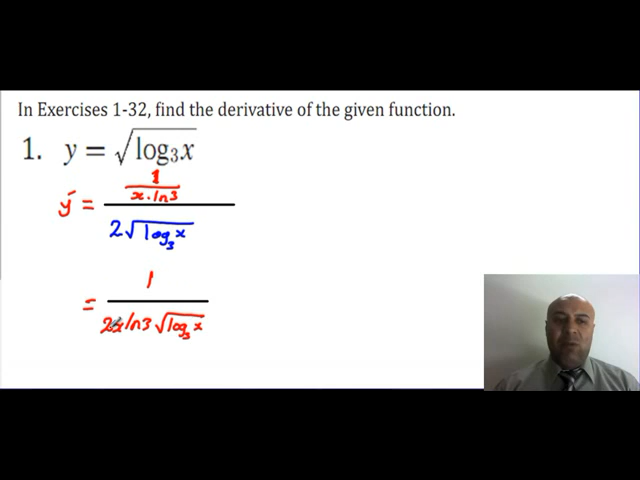 In Exercises 1-32, find the derivative of the given function.
1. y = √log₃x
ý = (1/(x·ln3))/(2√log₃x)
= 1/(2x ln3 √log₃x)